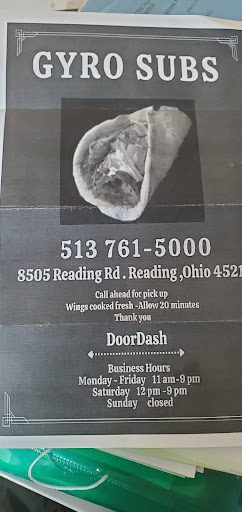 GYRO SUBS
513 761-5000
8505 Reading Rd . Reading ,Ohio 4521
Call ahead for pick up
Wings cooked fresh -Allow 20 minutes
Thank you
DoorDash
Business Hours
Monday - Friday 11 am-9 pm
Saturday 12 pm -9 pm
Sunday closed